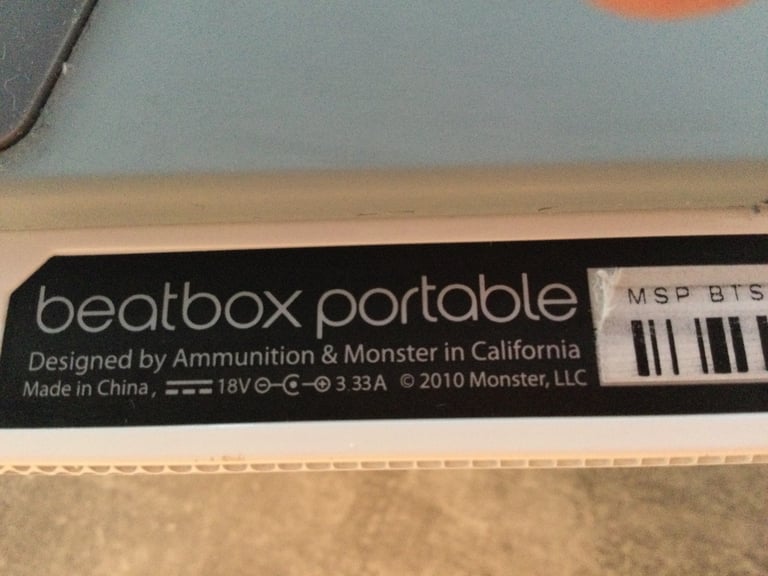 beatbox portable
Designed by Ammunition & Monster in California
Made in China, ⎓ 18V ⊖-C-⊕ 3.33A © 2010 Monster, LLC
MSP BTS